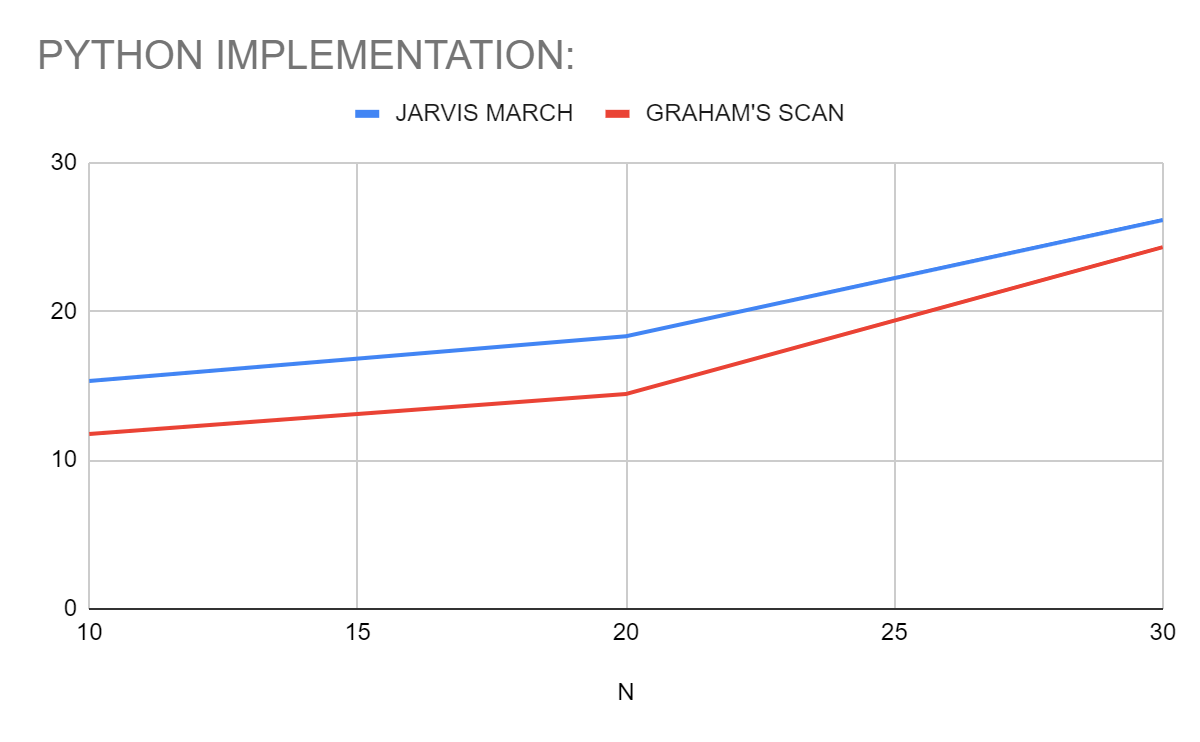 PYTHON IMPLEMENTATION:
JARVIS MARCH GRAHAM'S SCAN
30
20
10
0
10 15 20 25 30
N